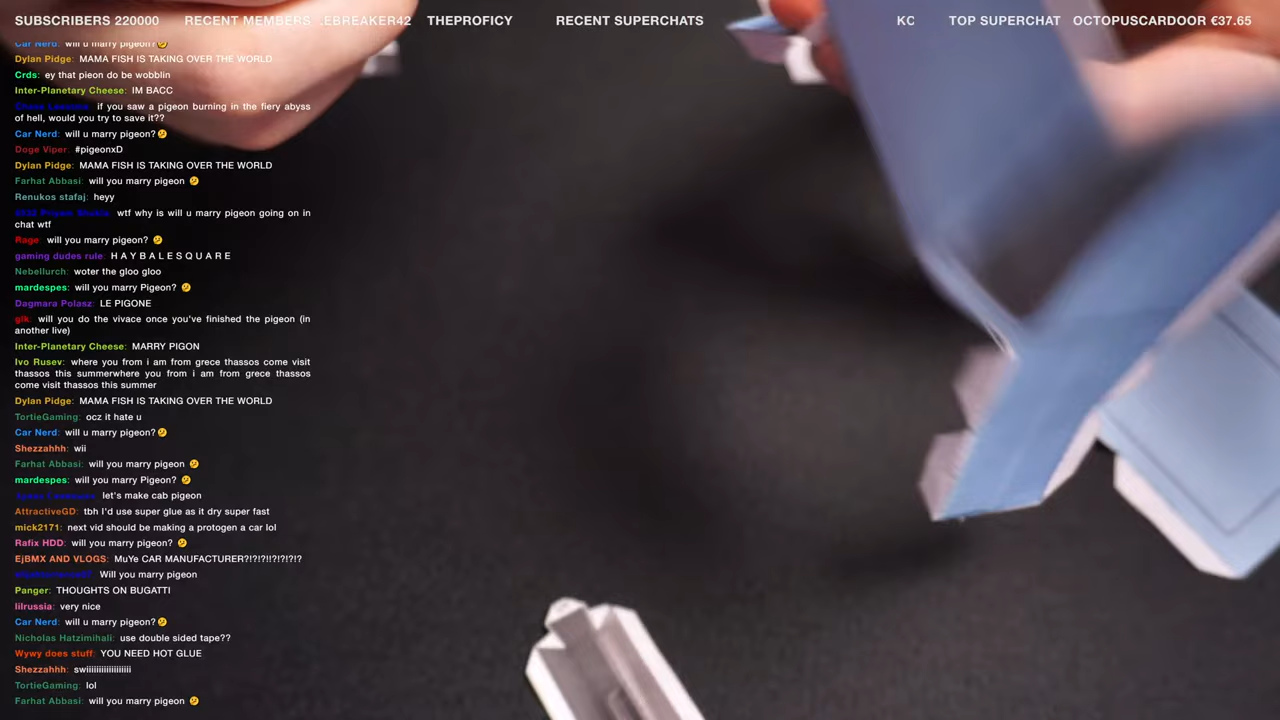 SUBSCRIBERS 220000 RECENT MEMBERS .EBREAKER42 THEPROFICY RECENT SUPERCHATS KC TOP SUPERCHAT OCTOPUSCARDOOR €37.65
Car Nerd: will u marry pigeon?🤔
Dylan Pidge: MAMA FISH IS TAKING OVER THE WORLD
Crds: ey that pieon do be wobblin
Inter-Planetary Cheese: IM BACC
if you saw a pigeon burning in the fiery abyss
of hell, would you try to save it??
Car Nerd: will u marry pigeon?🤔
Doge Viper: #pigeonxD
Dylan Pidge: MAMA FISH IS TAKING OVER THE WORLD
Farhat Abbasi: will you marry pigeon 🤔
Renukos stafaj: heyy
wtf why is will u marry pigeon going on in
chat wtf
Rage: will you marry pigeon? 🤔
gaming dudes rule: H A Y B A L E S Q U A R E
Nebellurch: woter the gloo gloo
mardespes: will you marry Pigeon? 🤔
Dagmara Polasz: LE PIGONE
glk: will you do the vivace once you've finished the pigeon (in
another live)
Inter-Planetary Cheese: MARRY PIGON
Ivo Rusev: where you from i am from grece thassos come visit
thassos this summerwhere you from i am from grece thassos
come visit thassos this summer
Dylan Pidge: MAMA FISH IS TAKING OVER THE WORLD
TortieGaming: ocz it hate u
Car Nerd: will u marry pigeon?🤔
Shezzahhh: wii
Farhat Abbasi: will you marry pigeon 🤔
mardespes: will you marry Pigeon? 🤔
let's make cab pigeon
AttractiveGD: tbh I'd use super glue as it dry super fast
mick2171: next vid should be making a protogen a car lol
Rafix HDD: will you marry pigeon? 🤔
EjBMX AND VLOGS: MuYe CAR MANUFACTURER?!?!?!!?!?!?!?
Will you marry pigeon
Panger: THOUGHTS ON BUGATTI
lilrussia: very nice
Car Nerd: will u marry pigeon?🤔
Nicholas Hatzimihali: use double sided tape??
Wywy does stuff: YOU NEED HOT GLUE
Shezzahhh: swiiiiiiiiiiiiiiiiii
TortieGaming: lol
Farhat Abbasi: will you marry pigeon 🤔